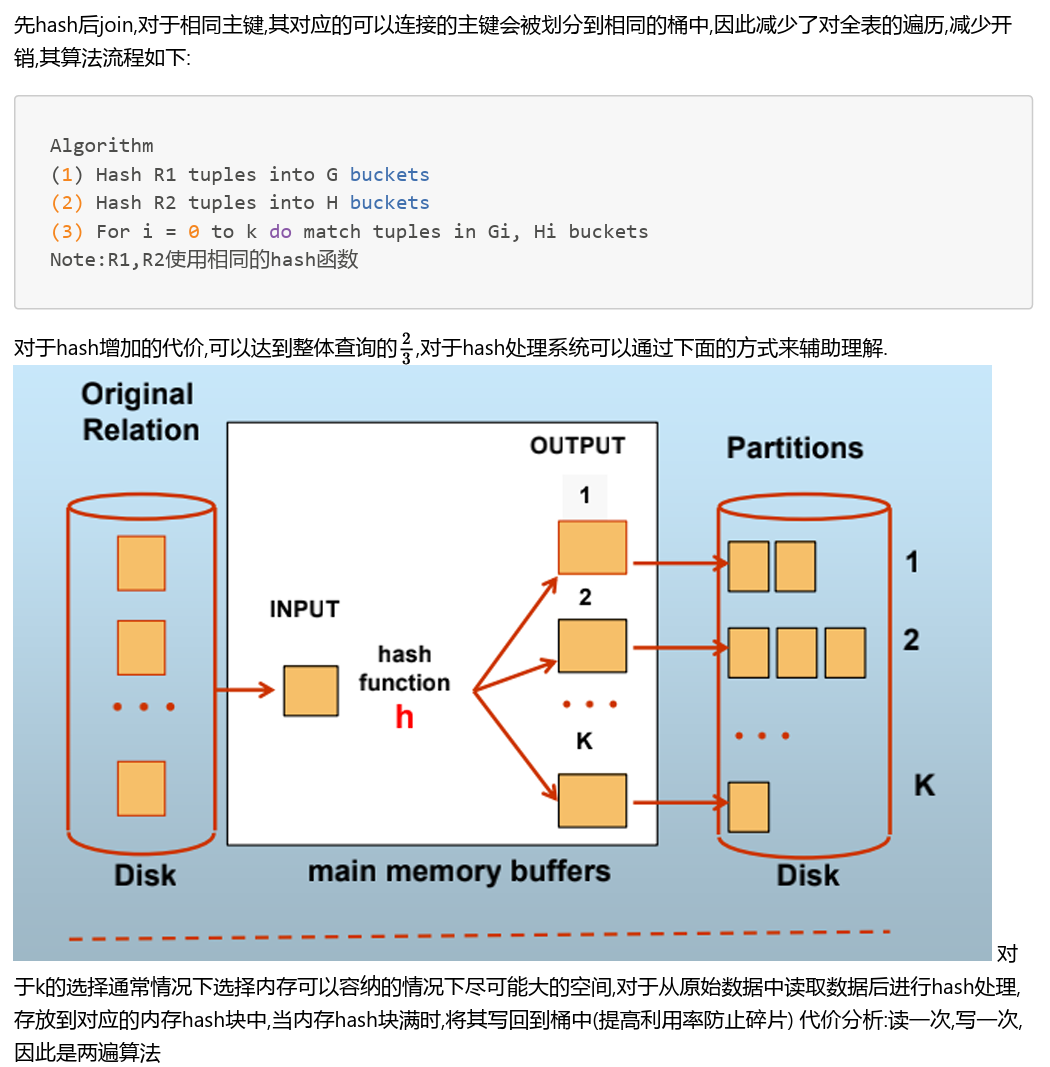 先hash后join,对于相同主键,其对应的可以连接的主键会被划分到相同的桶中,因此减少了对全表的遍历,减少开
销,其算法流程如下:
Algorithm
(1) Hash R1 tuples into G buckets
(2) Hash R2 tuples into H buckets
(3) For i = 0 to k do match tuples in Gi, Hi buckets
Note:R1,R2使用相同的hash函数
对于hash增加的代价,可以达到整体查询的2/3,对于hash处理系统可以通过下面的方式来辅助理解.
Original
Relation
OUTPUT
Partitions
1
1
INPUT
2
2
hash
function
h
K
K
Disk
main memory buffers
Disk
对
于k的选择通常情况下选择内存可以容纳的情况下尽可能大的空间,对于从原始数据中读取数据后进行hash处理,
存放到对应的内存hash块中,当内存hash块满时,将其写回到桶中(提高利用率防止碎片) 代价分析:读一次,写一次,
因此是两遍算法